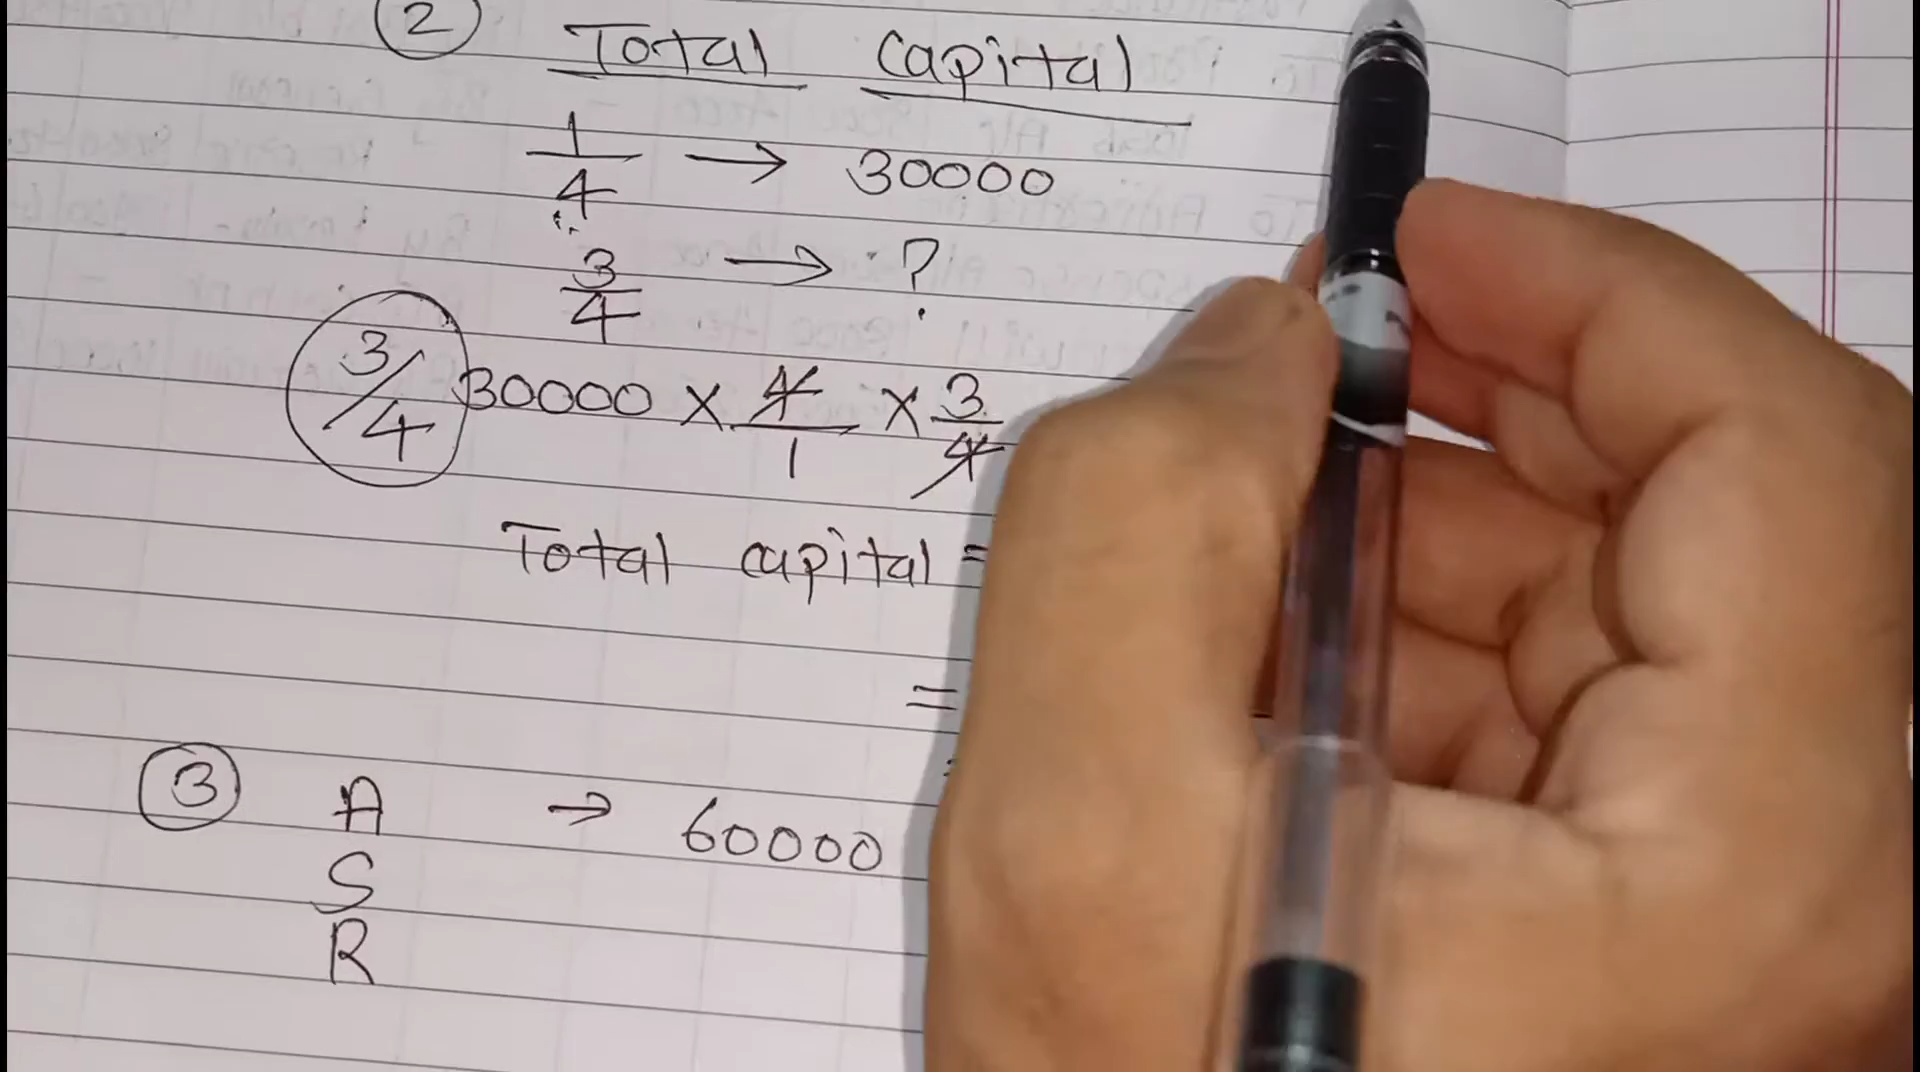 2 Total Capital
1/4 → 30000
3/4 → ?
3/4 30000 × 4/1 × 3/4
Total capital =
=
3 A → 60000
S
R